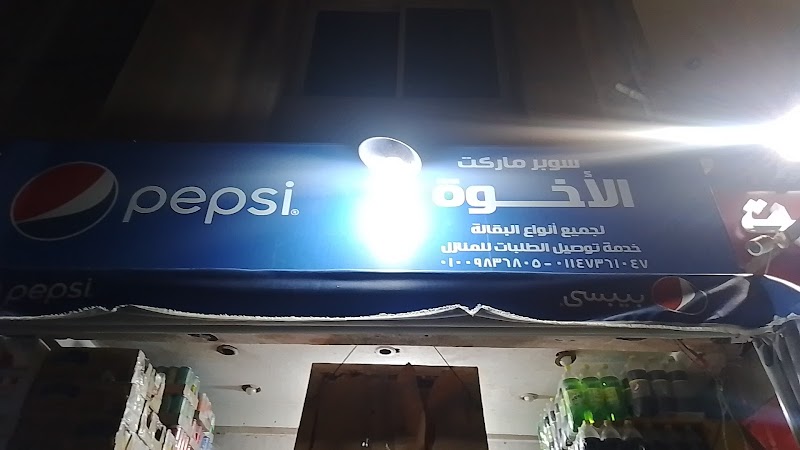 pepsi
سوبر ماركت
الأخوة
لجميع أنواع البقالة
خدمة توصيل الطلبات للمنازل
٠١٠٠٩٨٣٦٨٠٥ - ٠١١٤٧٣٦١٠٤٧
pepsi
بيبسى